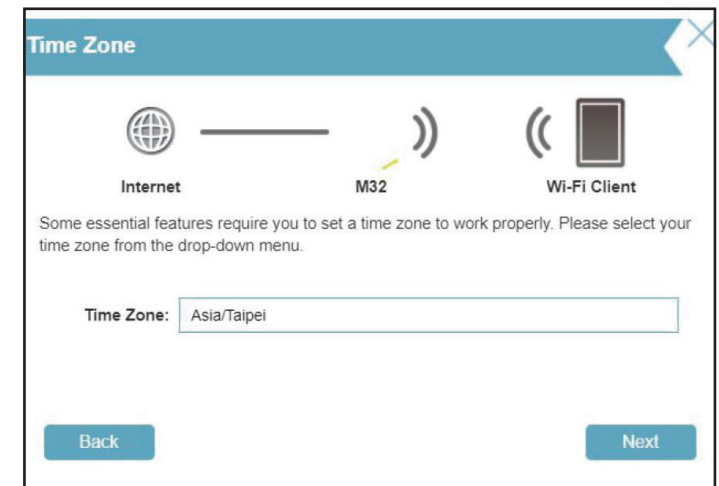 Time Zone
Internet
M32
Wi-Fi Client
Some essential features require you to set a time zone to work properly. Please select your
time zone from the drop-down menu.
Time Zone: Asia/Taipei
Back
Next